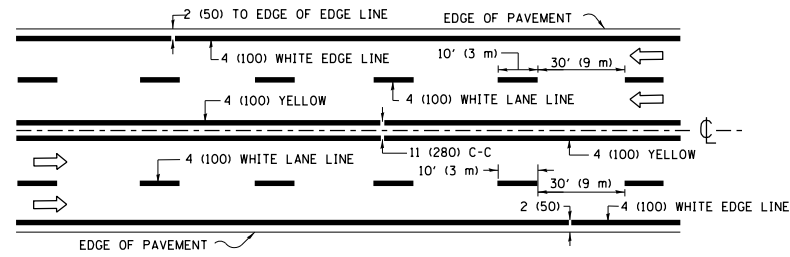 2 (50) TO EDGE OF EDGE LINE
EDGE OF PAVEMENT
4 (100) WHITE EDGE LINE
10' (3 m)
30' (9 m)
4 (100) YELLOW
4 (100) WHITE LANE LINE
CL
4 (100) WHITE LANE LINE
11 (280) C-C
4 (100) YELLOW
10' (3 m)
30' (9 m)
2 (50)
4 (100) WHITE EDGE LINE
EDGE OF PAVEMENT